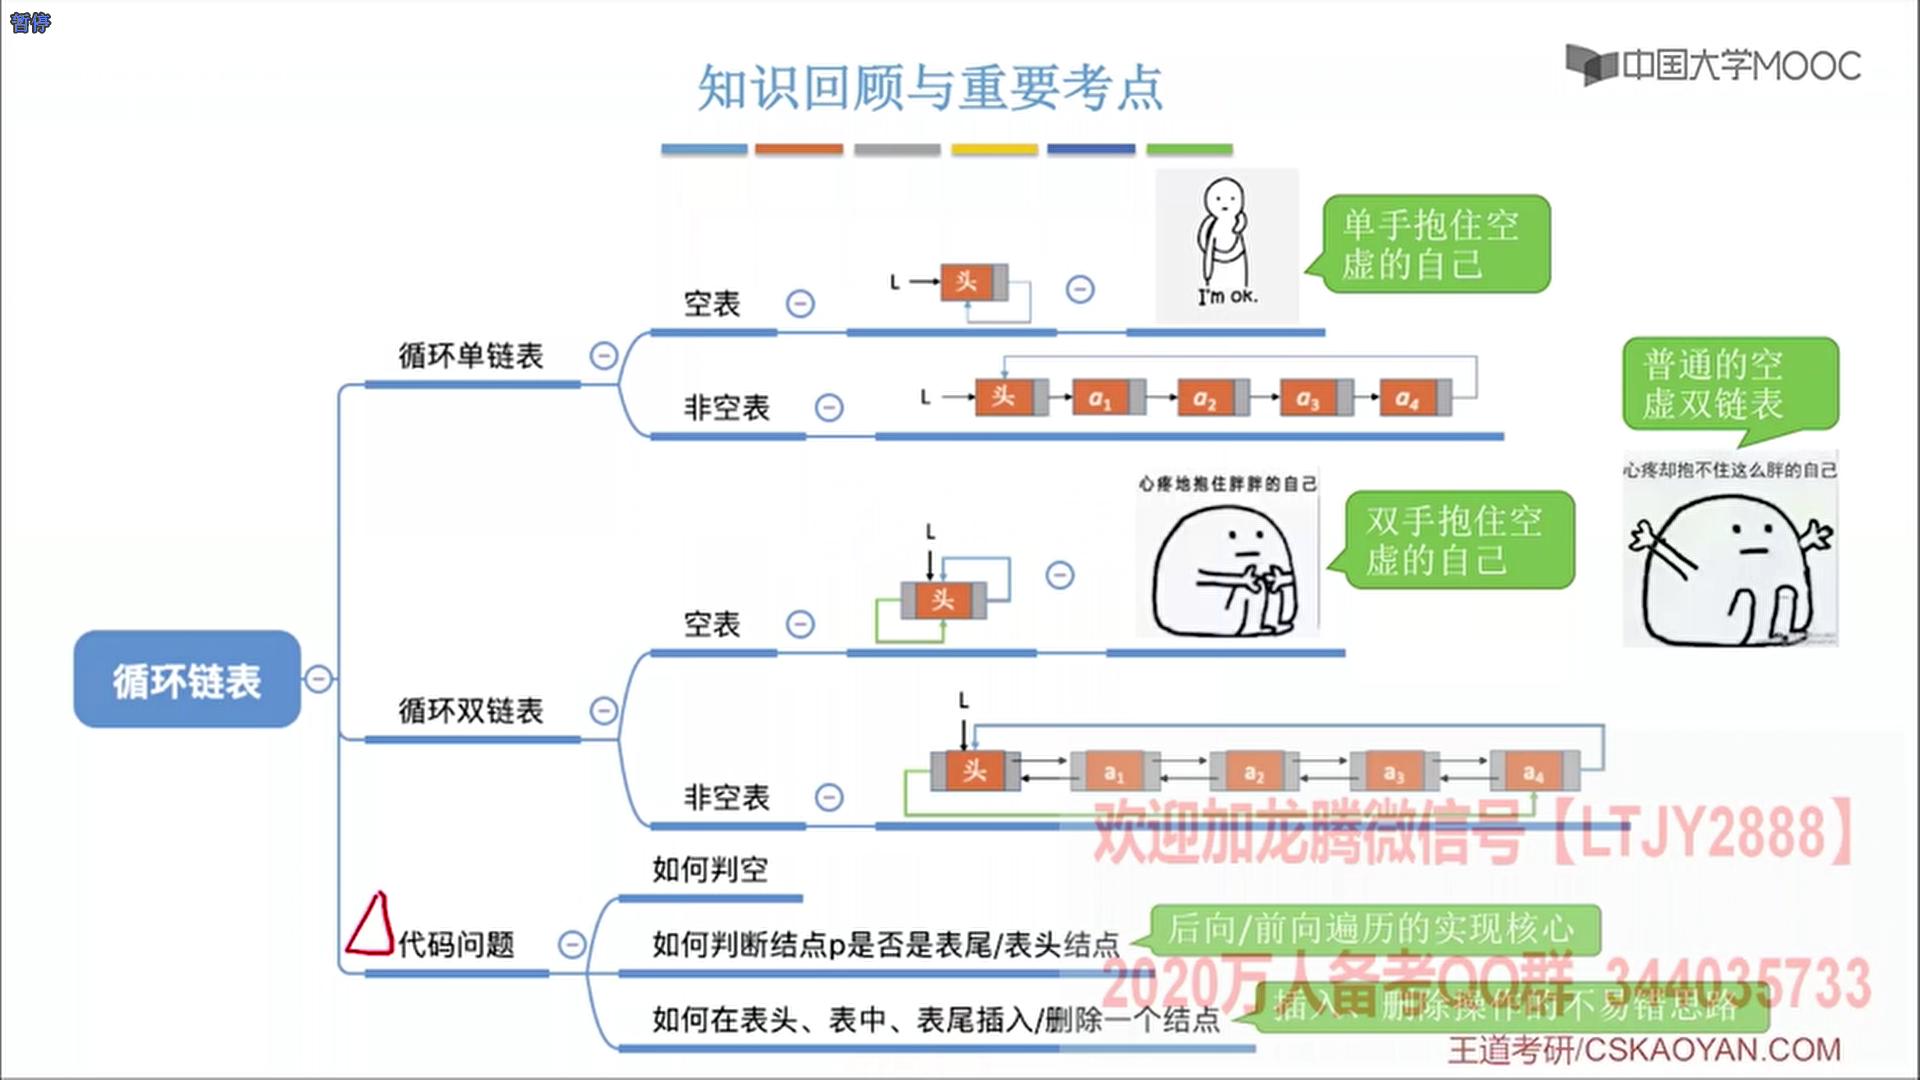 暂停
中国大学MOOC
知识回顾与重要考点
单手抱住空
虚的自己
I'm ok.
L
头
空表
循环单链表
普通的空
虚双链表
非空表
L
头
a1
a2
a3
a4
心疼地抱住胖胖的自己
心疼却抱不住这么胖的自己
双手抱住空
虚的自己
L
头
空表
循环链表
循环双链表
L
头
a1
a2
a3
a4
非空表
欢迎加龙腾微信号【LTJY2888】
如何判空
后向/前向遍历的实现核心
代码问题
如何判断结点p是否是表尾/表头结点
2020万人备考QQ群 344035733
插入、删除操作的不易错思路
如何在表头、表中、表尾插入/删除一个结点
王道考研/CSKAOYAN.COM